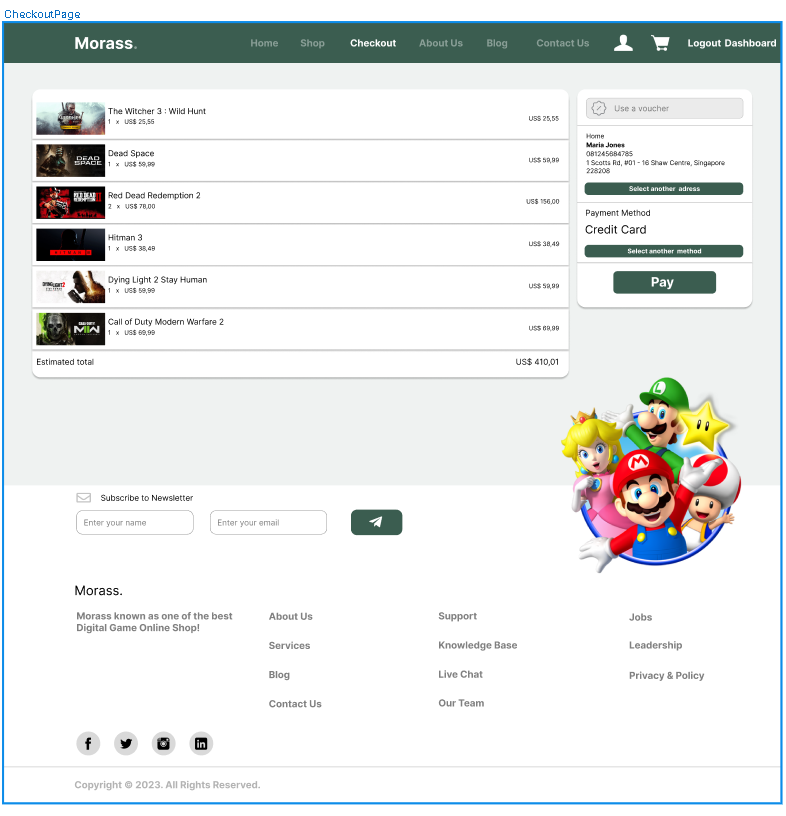 CheckoutPage
Morass.
Home Shop Checkout About Us Blog Contact Us Logout Dashboard
The Witcher 3 : Wild Hunt
1 x US$ 25,55
US$ 25,55
DEAD SPACE
Dead Space
1 x US$ 59,99
US$ 59,99
Red Dead Redemption 2
2 x US$ 78,00
US$ 156,00
HITMAN 3
Hitman 3
1 x US$ 38,49
US$ 38,49
Dying Light 2 Stay Human
1 x US$ 59,99
US$ 59,99
Call of Duty Modern Warfare 2
1 x US$ 69,99
US$ 69,99
Estimated total
US$ 410,01
Use a voucher
Home
Maria Jones
081245684785
1 Scotts Rd, #01 - 16 Shaw Centre, Singapore
228208
Select another adress
Payment Method
Credit Card
Select another method
Pay
L
M
Subscribe to Newsletter
Enter your name
Enter your email
Morass.
Morass known as one of the best
Digital Game Online Shop!
About Us
Services
Blog
Contact Us
Support
Knowledge Base
Live Chat
Our Team
Jobs
Leadership
Privacy & Policy
Copyright © 2023. All Rights Reserved.